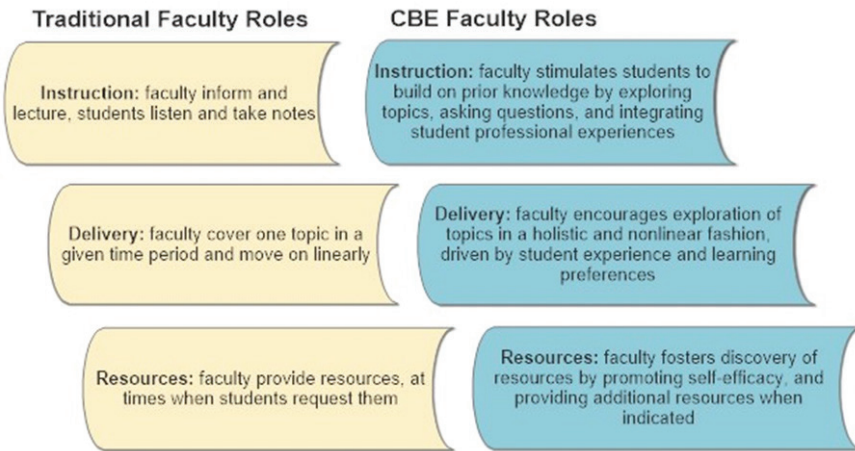 Traditional Faculty Roles
CBE Faculty Roles
Instruction: faculty inform and
lecture, students listen and take notes
Instruction: faculty stimulates students to
build on prior knowledge by exploring
topics, asking questions, and integrating
student professional experiences
Delivery: faculty cover one topic in a
given time period and move on linearly
Delivery: faculty encourages exploration of
topics in a holistic and nonlinear fashion,
driven by student experience and learning
preferences
Resources: faculty provide resources, at
times when students request them
Resources: faculty fosters discovery of
resources by promoting self-efficacy, and
providing additional resources when
indicated